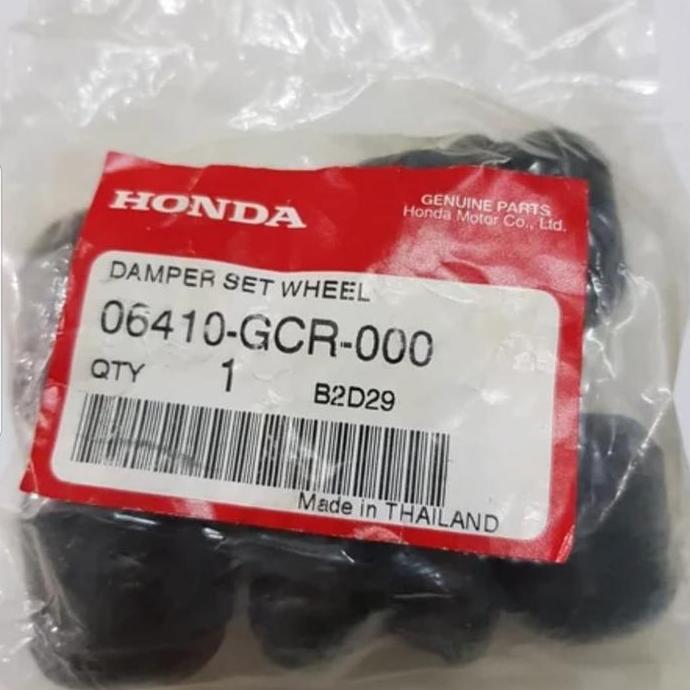 HONDA
GENUINE PARTS
Honda Motor Co., Ltd.
DAMPER SET WHEEL
06410-GCR-000
QTY 1 B2D29
Made in THAILAND